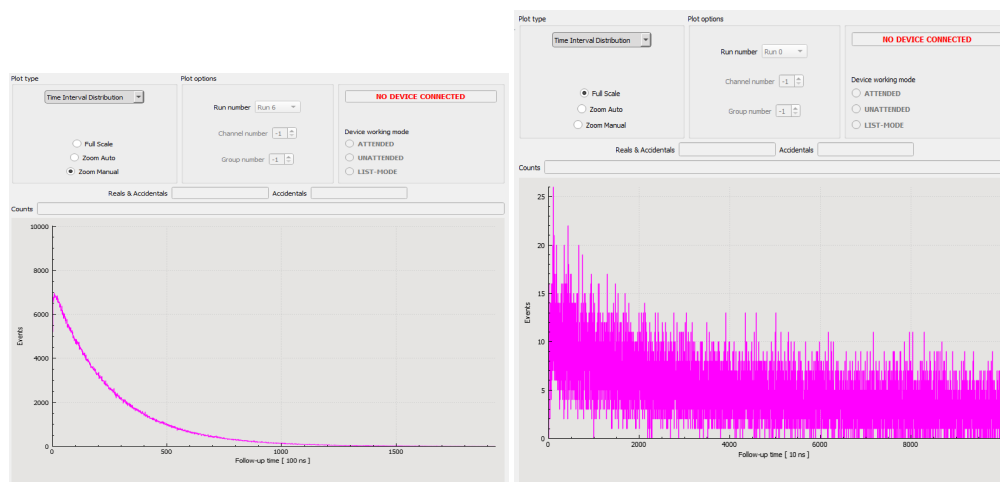 Plot type
Plot options
Time Interval Distribution
NO DEVICE CONNECTED
Run number Run 6
Full Scale
Channel number -1
Device working mode
ATTENDED
Zoom Auto
Group number -1
UNATTENDED
Zoom Manual
LIST-MODE
Reals & Accidentals
Accidentals
Counts
10000
8000
6000
4000
2000
0
Events
0 500 1000 1500
Follow-up time [ 100 ns ]
Plot type
Plot options
Time Interval Distribution
NO DEVICE CONNECTED
Run number Run 0
Channel number -1
Device working mode
Full Scale
ATTENDED
Zoom Auto
Group number -1
UNATTENDED
Zoom Manual
LIST-MODE
Reals & Accidentals
Accidentals
Counts
25
20
15
10
5
0
Events
0 2000 4000 6000 8000
Follow-up time [ 10 ns ]